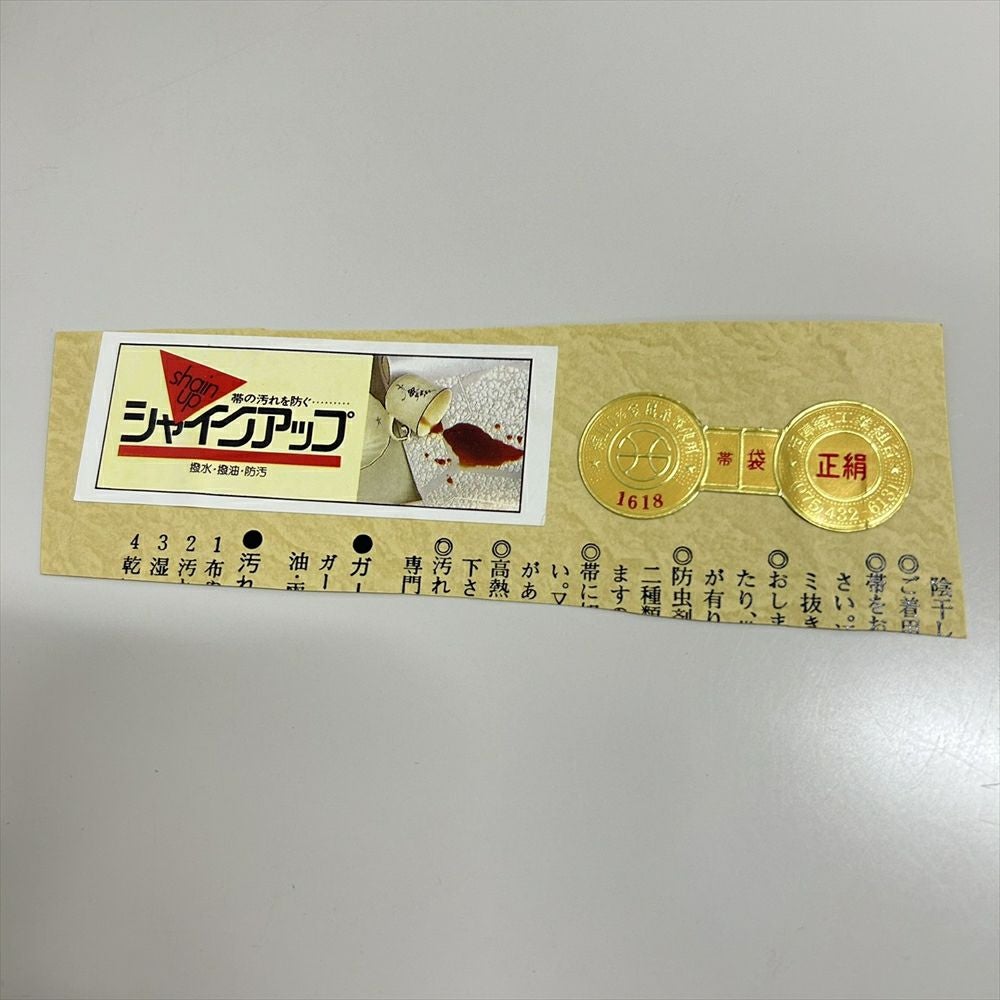 shain
up
帯の汚れを防ぐ………
シャインアップ
撥水・撥油・防汚
1618
帯 袋
正絹
陰干し
◎ご着用
◎帯をお
さい。
ミ抜き
◎おしま
たり、
が有り
◎防虫剤
二種類
ますの
◎帯に
い。
があ
◎高熱
下さ
◎汚れ
専門
●ガー
ガー
油・雨
●汚れ
1布
2汚
3湿
4乾